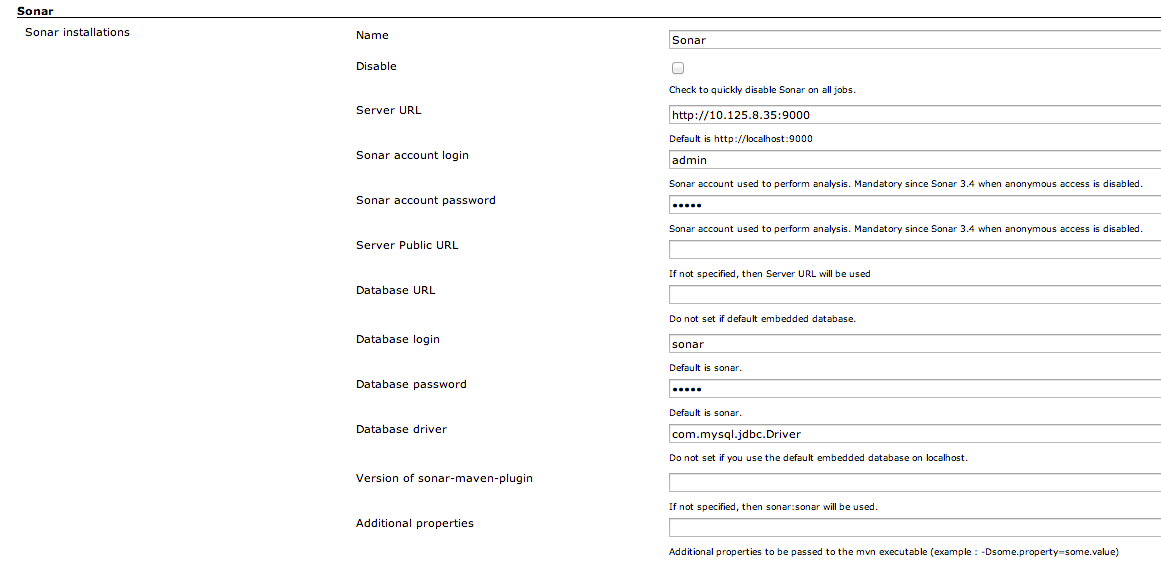 Sonar
Sonar installations
Name
Sonar
Disable
Check to quickly disable Sonar on all jobs.
Server URL
http://10.125.8.35:9000
Default is http://localhost:9000
Sonar account login
admin
Sonar account used to perform analysis. Mandatory since Sonar 3.4 when anonymous access is disabled.
Sonar account password
•••••
Sonar account used to perform analysis. Mandatory since Sonar 3.4 when anonymous access is disabled.
Server Public URL
If not specified, then Server URL will be used
Database URL
Do not set if default embedded database.
Database login
sonar
Default is sonar.
Database password
•••••
Default is sonar.
Database driver
com.mysql.jdbc.Driver
Do not set if you use the default embedded database on localhost.
Version of sonar-maven-plugin
If not specified, then sonar:sonar will be used.
Additional properties
Additional properties to be passed to the mvn executable (example : -Dsome.property=some.value)